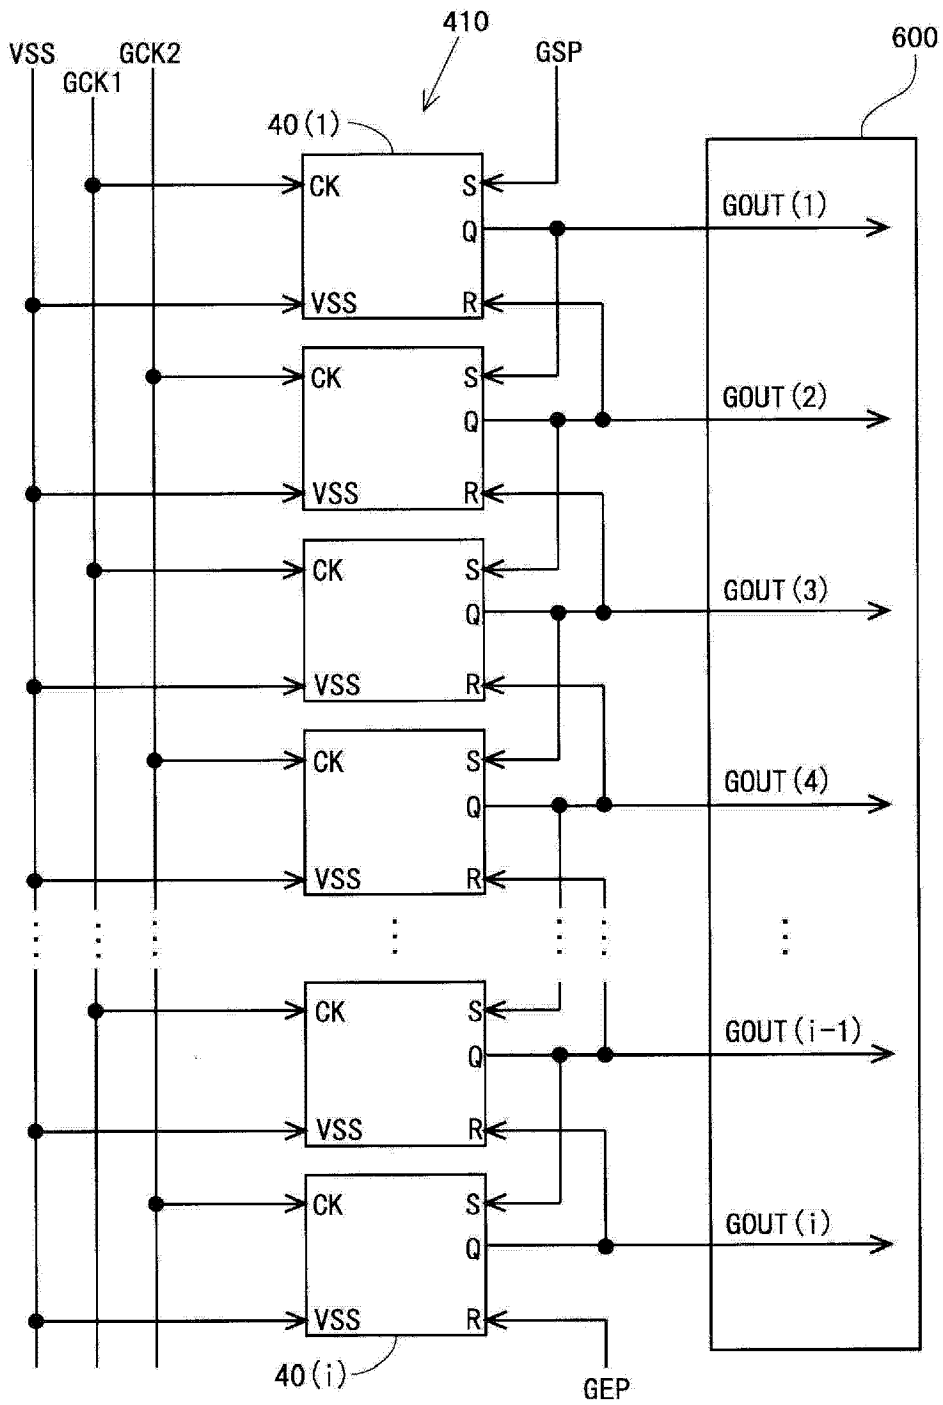 410
600
VSS
GCK2
GSP
GCK1
40(1)
CK
S
Q
GOUT(1)
VSS
R
CK
S
GOUT(2)
Q
VSS
R
CK
S
GOUT(3)
Q
VSS
R
CK
S
GOUT(4)
Q
VSS
R
CK
S
GOUT(i-1)
Q
VSS
R
CK
S
GOUT(i)
Q
VSS
R
40(i)
GEP